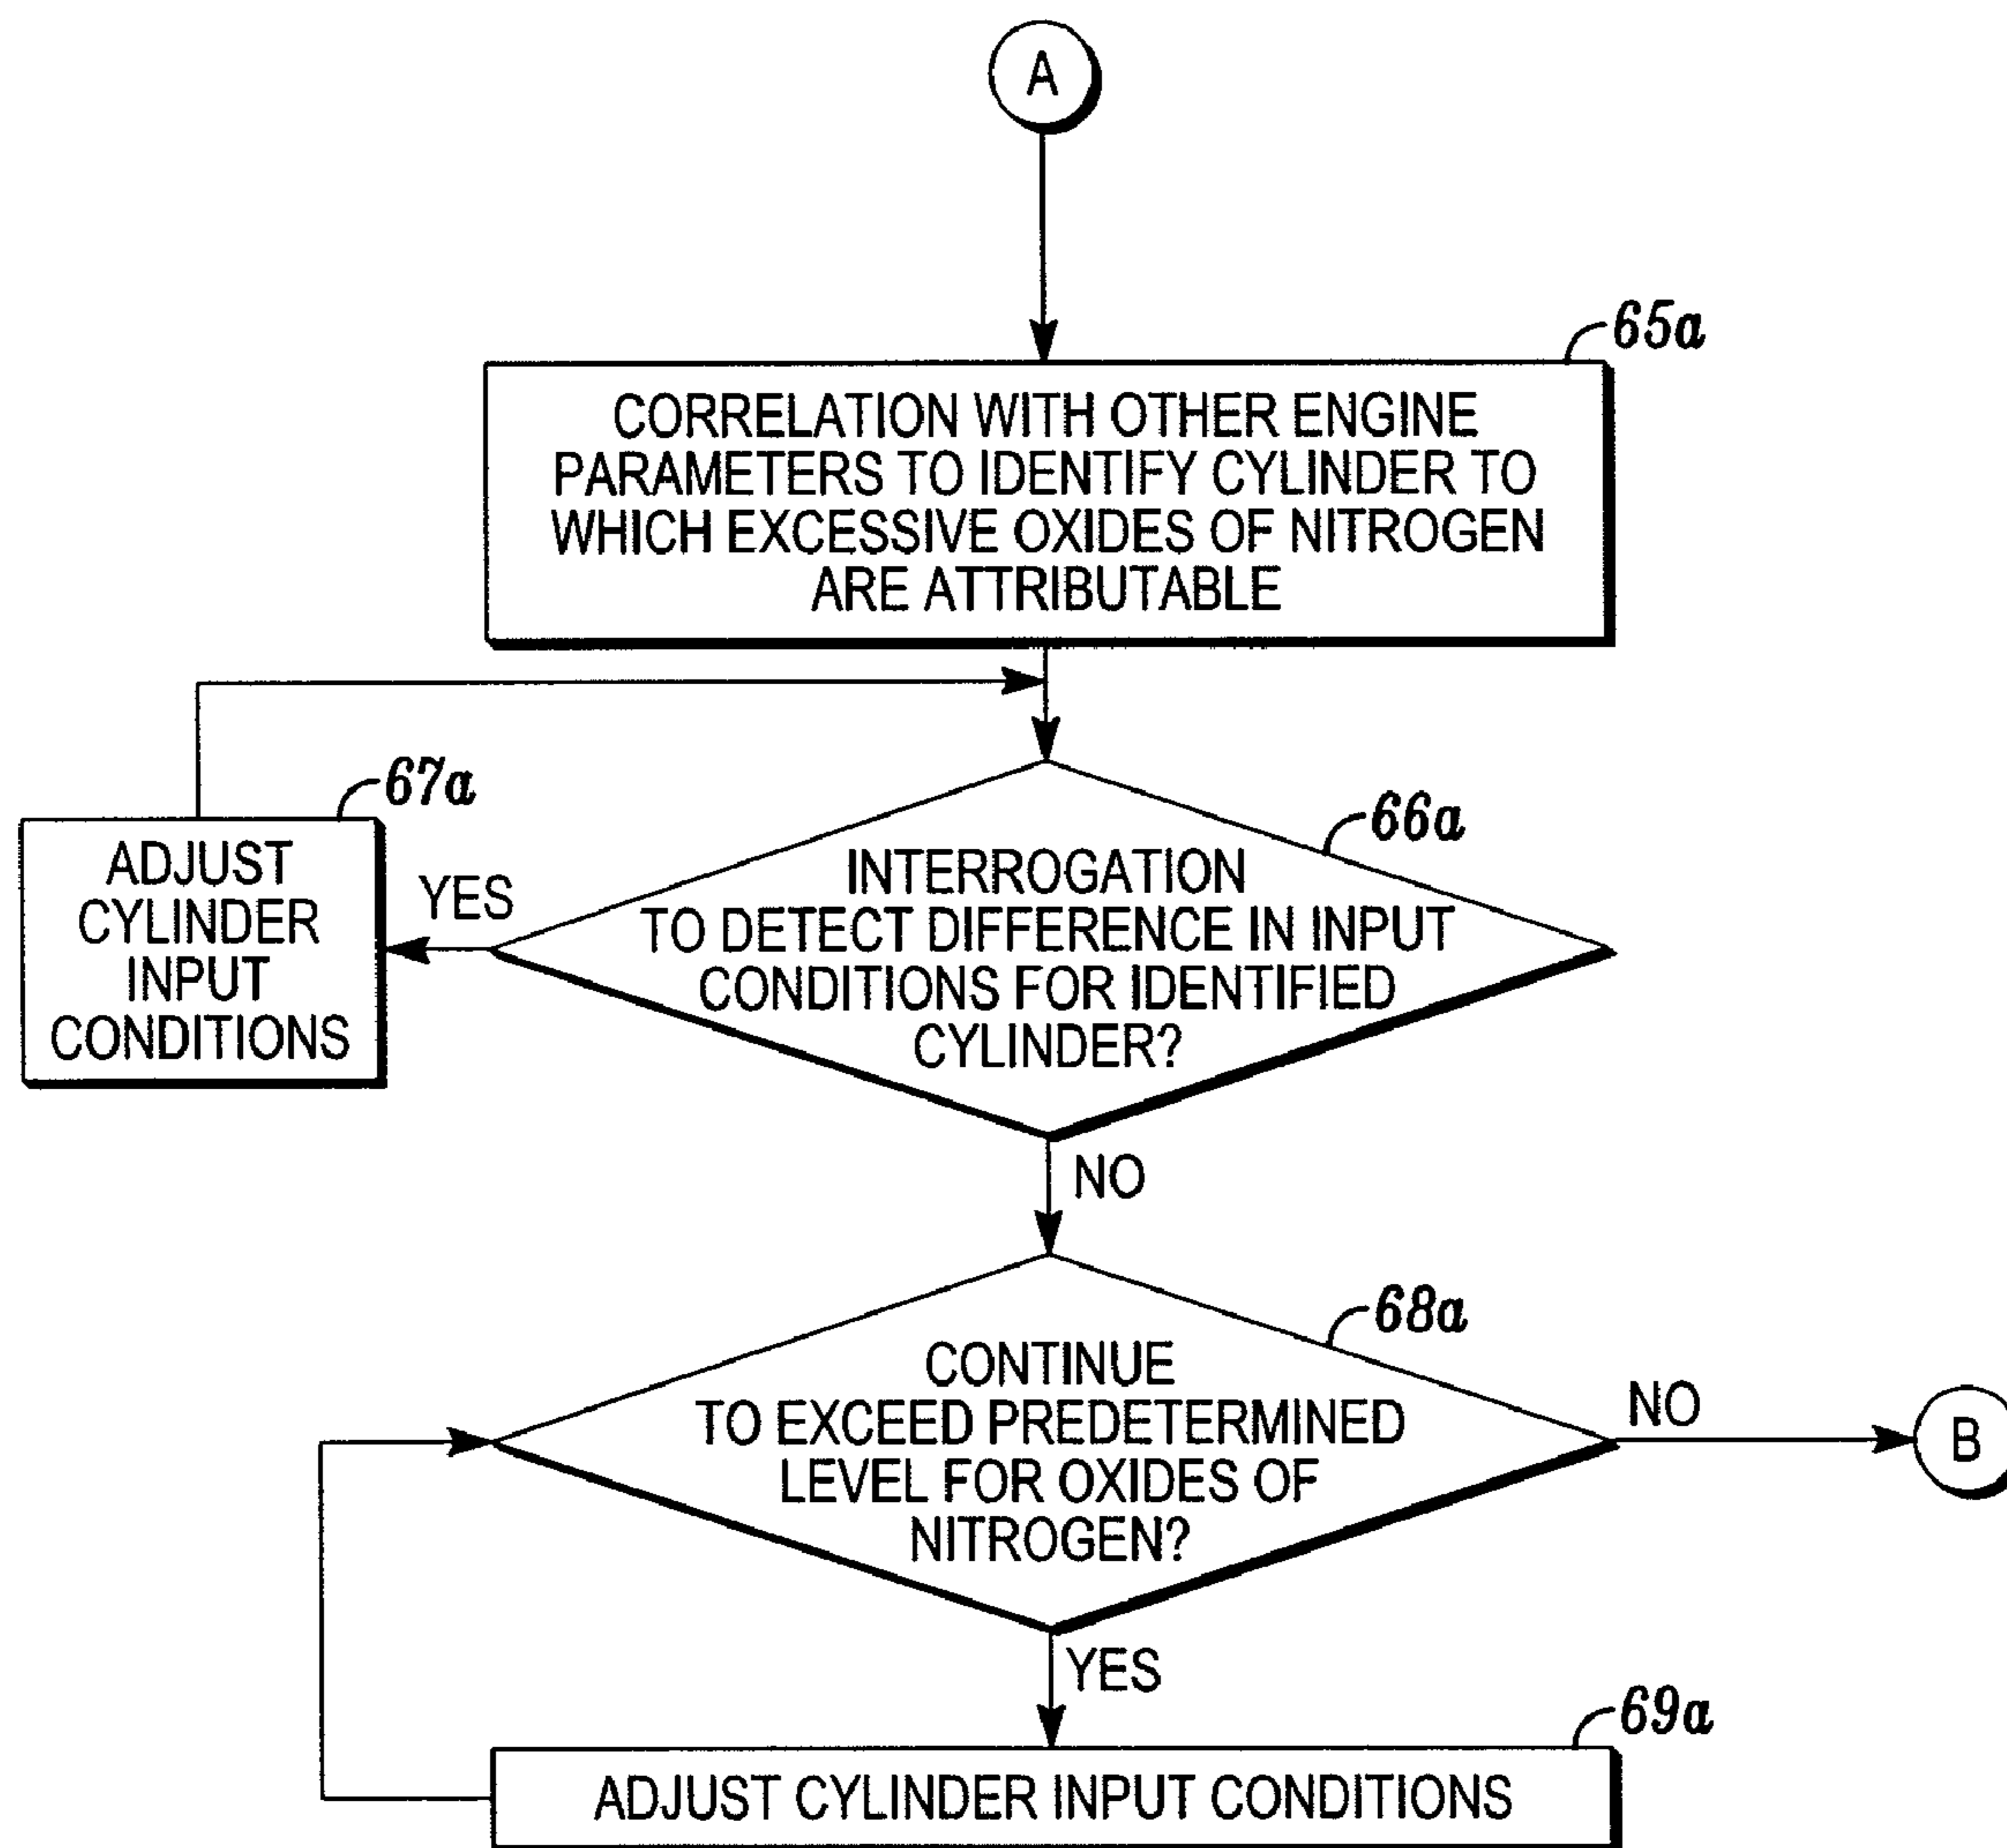 A
65a
CORRELATION WITH OTHER ENGINE
PARAMETERS TO IDENTIFY CYLINDER TO
WHICH EXCESSIVE OXIDES OF NITROGEN
ARE ATTRIBUTABLE
67a
ADJUST
CYLINDER
INPUT
CONDITIONS
YES
66a
INTERROGATION
TO DETECT DIFFERENCE IN INPUT
CONDITIONS FOR IDENTIFIED
CYLINDER?
NO
68a
CONTINUE
TO EXCEED PREDETERMINED
LEVEL FOR OXIDES OF
NITROGEN?
NO
B
YES
69a
ADJUST CYLINDER INPUT CONDITIONS